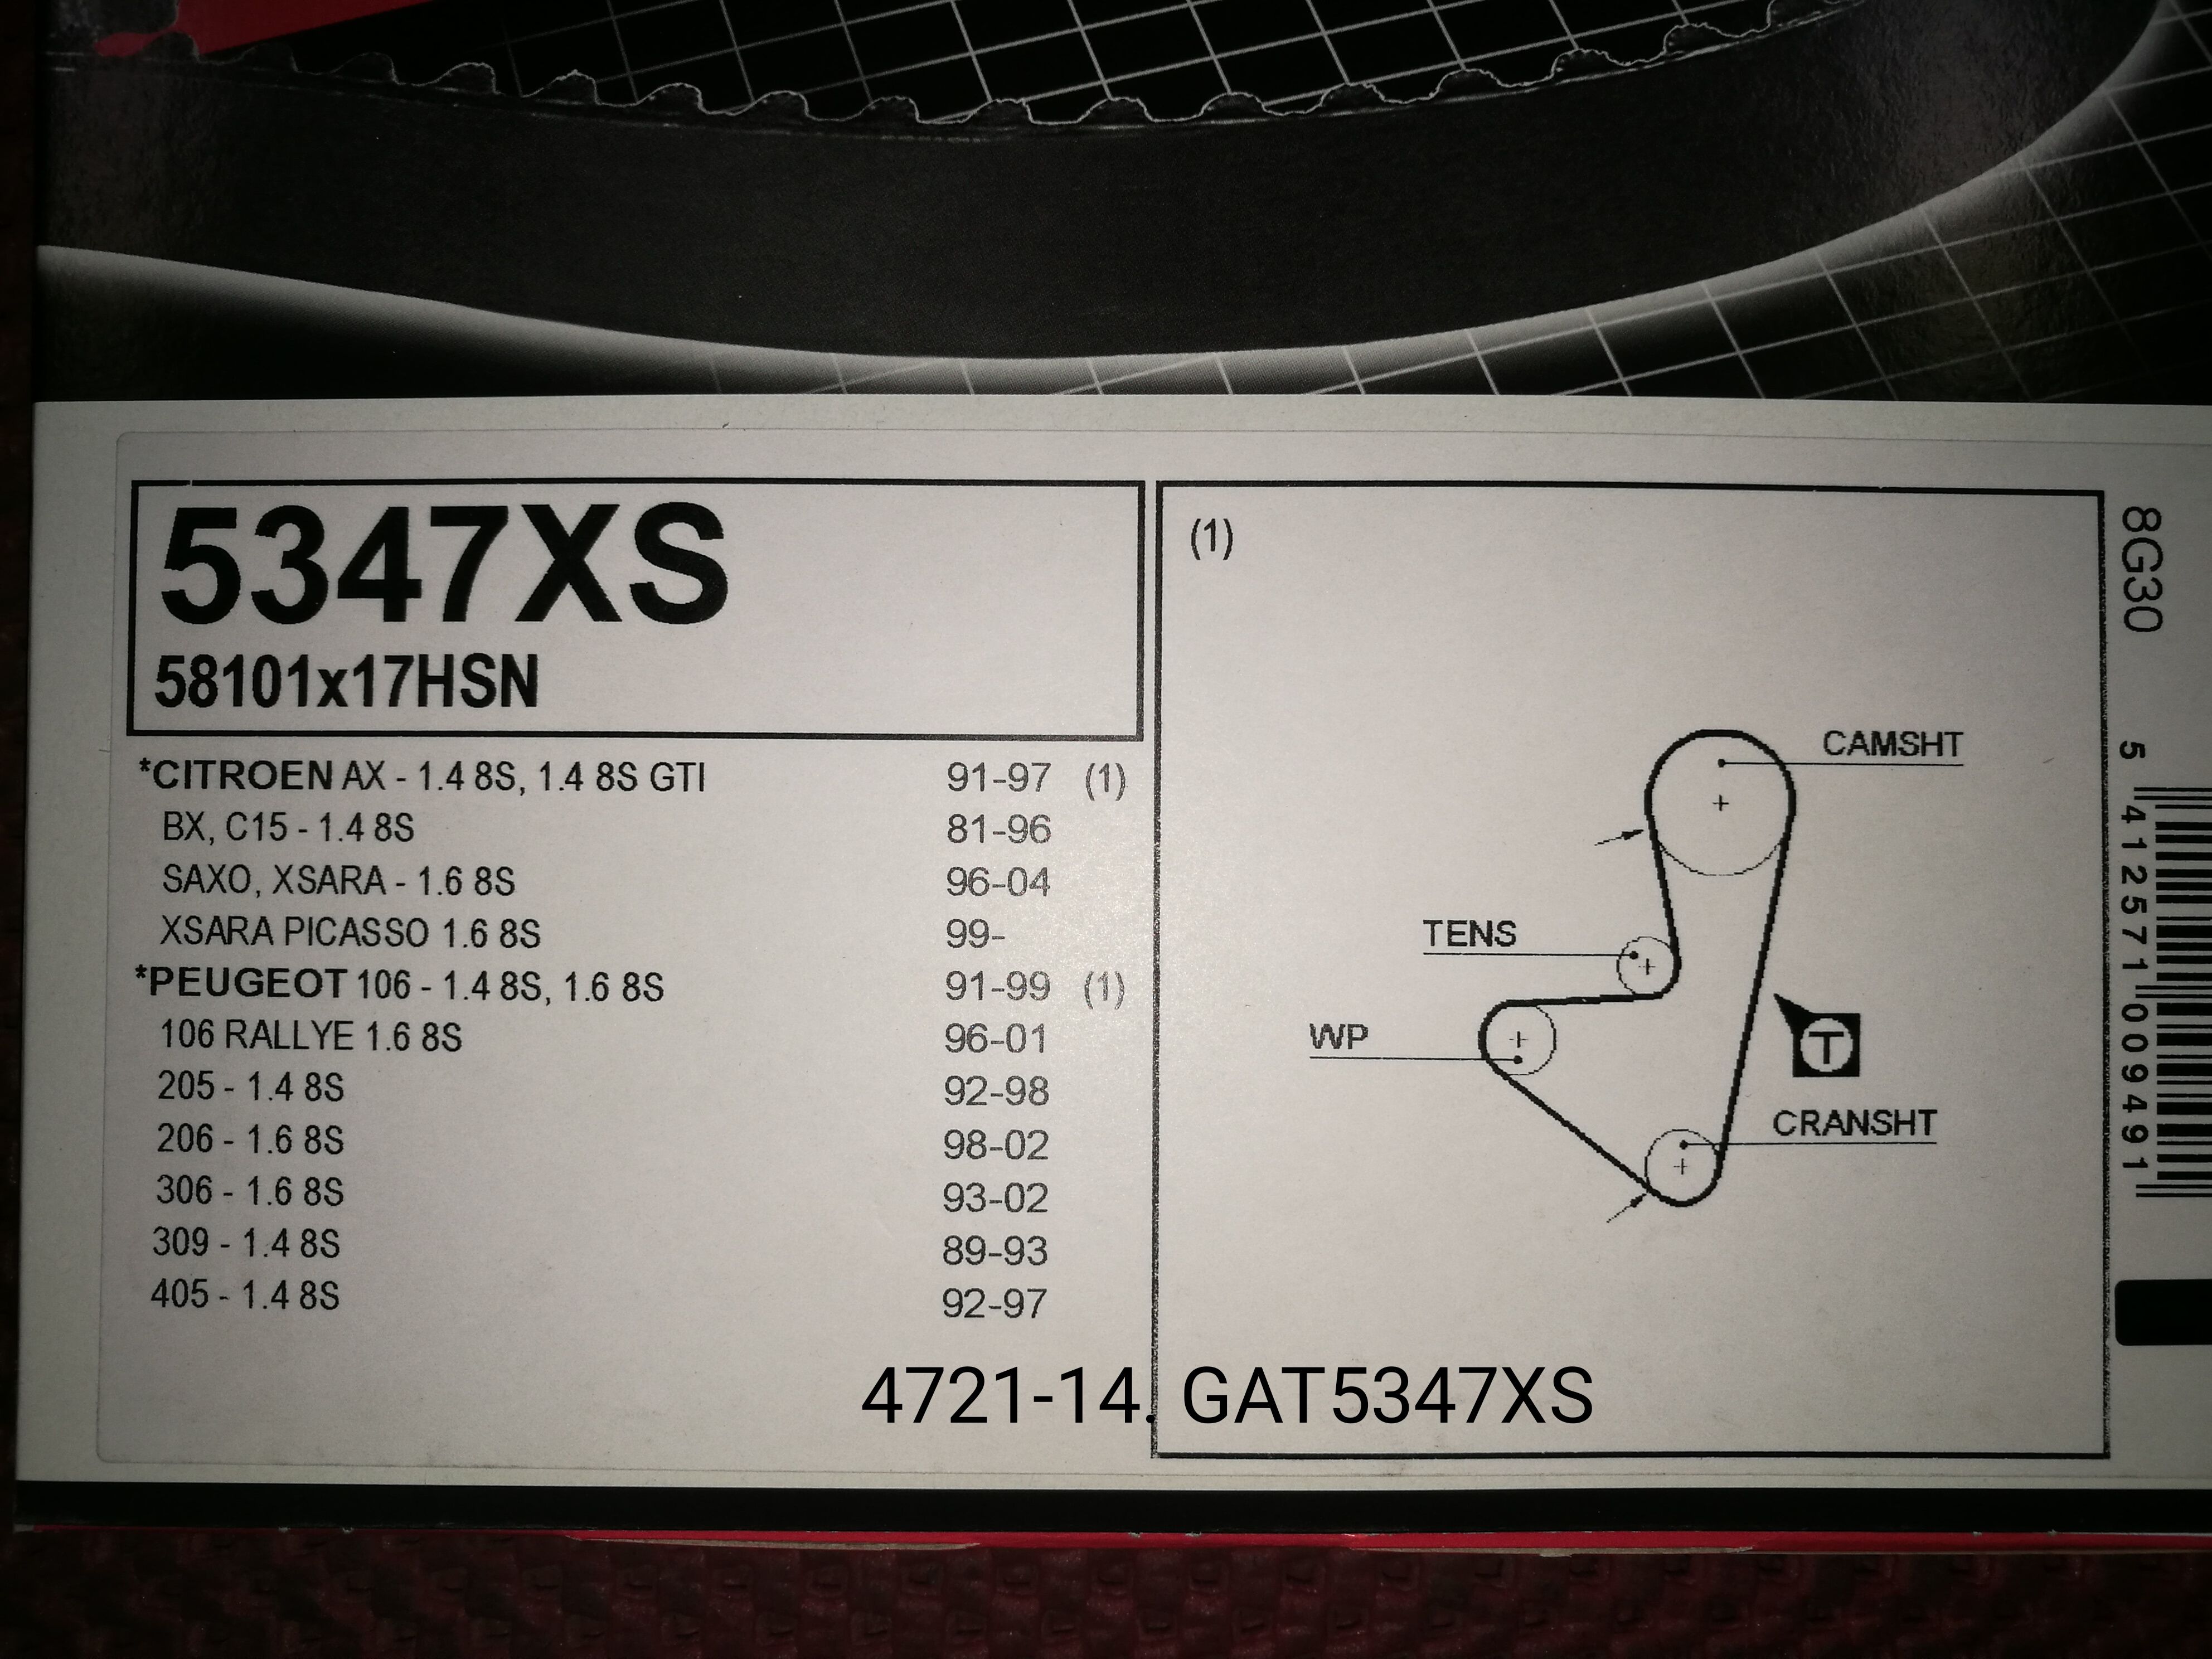 5347XS
58101x17HSN
*CITROEN AX - 1.4 8S, 1.4 8S GTI 91-97 (1)
BX, C15 - 1.4 8S 81-96
SAXO, XSARA - 1.6 8S 96-04
XSARA PICASSO 1.6 8S 99-
*PEUGEOT 106 - 1.4 8S, 1.6 8S 91-99 (1)
106 RALLYE 1.6 8S 96-01
205 - 1.4 8S 92-98
206 - 1.6 8S 98-02
306 - 1.6 8S 93-02
309 - 1.4 8S 89-93
405 - 1.4 8S 92-97
(1)
CAMSHT
TENS
WP
T
CRANSHT
8G30
5 412571 009491
4721-14. GAT5347XS